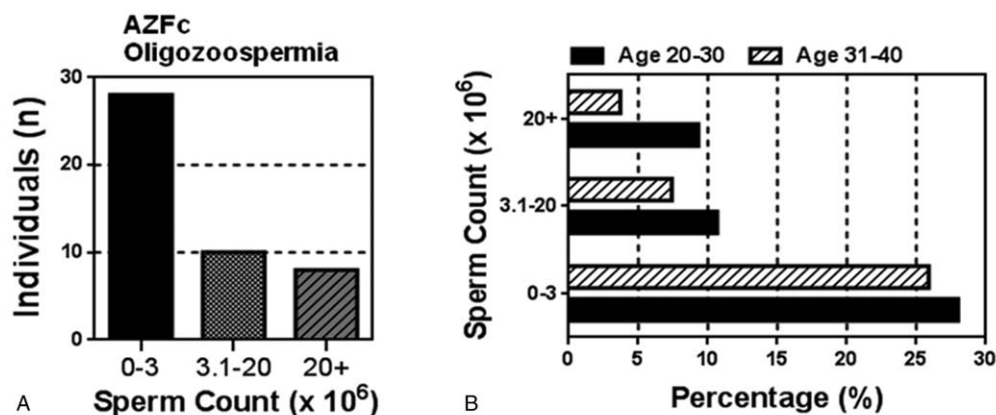 AZFc
Oligozoospermia
Individuals (n)
30
20
10
0
0-3 3.1-20 20+
Sperm Count (x 10⁶)
A
Age 20-30 Age 31-40
Sperm Count (x 10⁶)
20+
3.1-20
0-3
0 5 10 15 20 25 30
Percentage (%)
B